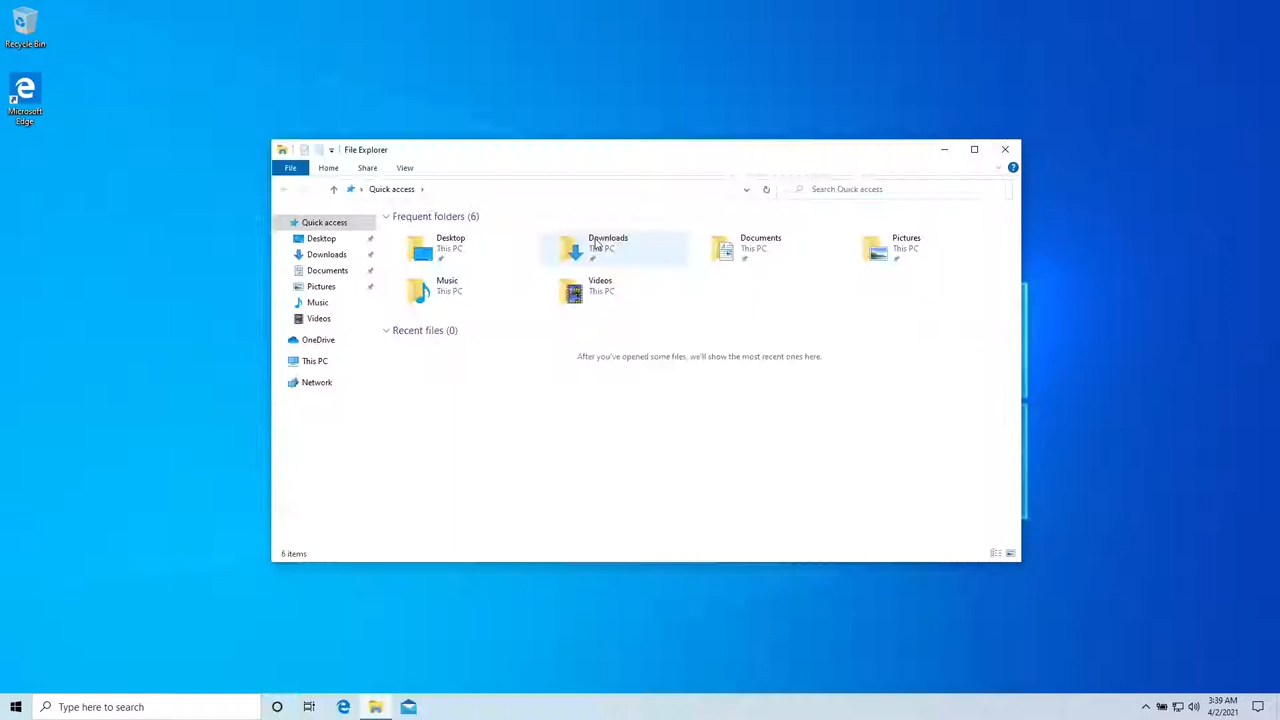 Recycle Bin
Microsoft
Edge
File Explorer
File
Home
Share
View
Quick access
Search Quick access
Quick access
Desktop
Downloads
Documents
Pictures
Music
Videos
OneDrive
This PC
Network
Frequent folders (6)
Desktop
This PC
Downloads
This PC
Documents
This PC
Pictures
This PC
Music
This PC
Videos
This PC
Recent files (0)
After you've opened some files, we'll show the most recent ones here.
6 items
Type here to search
3:39 AM
4/2/2021